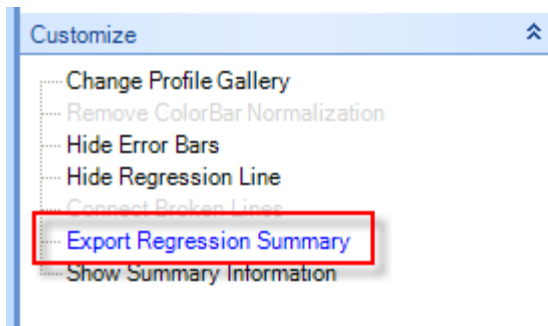 Customize
Change Profile Gallery
Remove ColorBar Normalization
Hide Error Bars
Hide Regression Line
Connect Broken Lines
Export Regression Summary
Show Summary Information